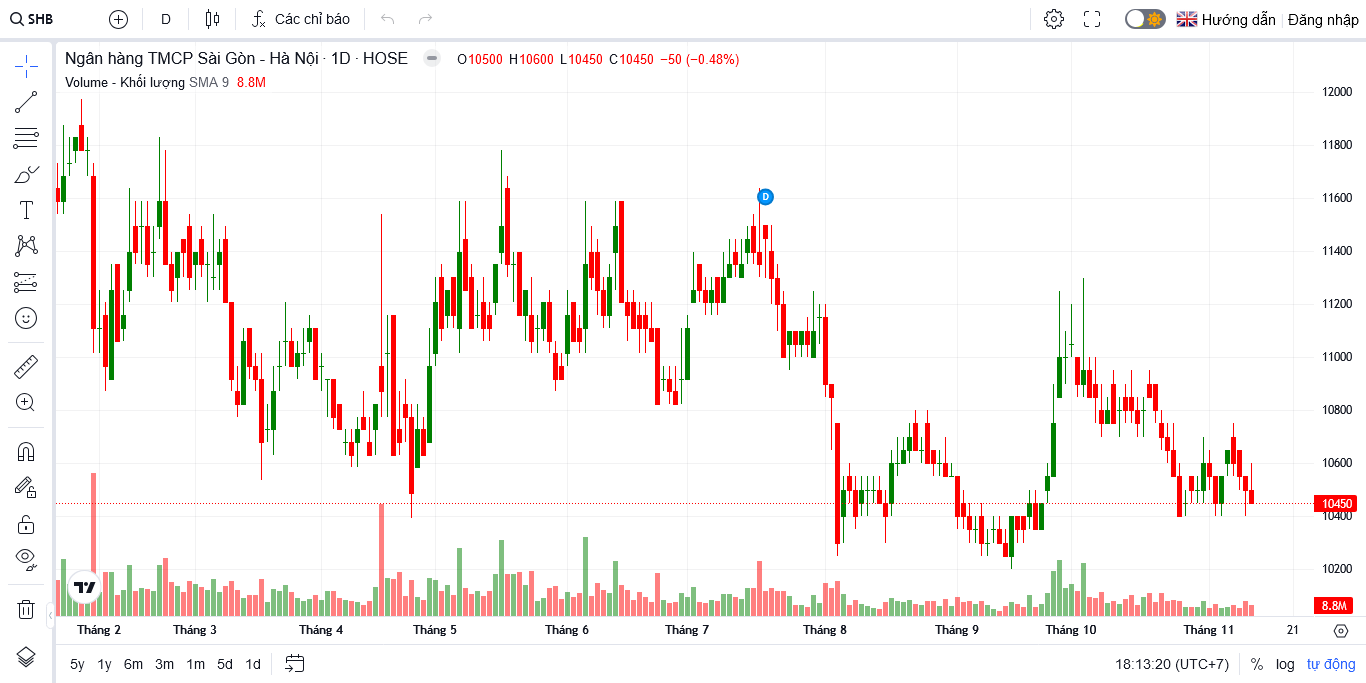 SHB D Các chỉ báo Hướng dẫn Đăng nhập
Ngân hàng TMCP Sài Gòn - Hà Nội · 1D · HOSE O10500 H10600 L10450 C10450 −50 (−0.48%)
Volume - Khối lượng SMA 9 8.8M
12000
11800
11600
D
11400
11200
11000
10800
10600
10450
10400
10200
8.8M
Tháng 2 Tháng 3 Tháng 4 Tháng 5 Tháng 6 Tháng 7 Tháng 8 Tháng 9 Tháng 10 Tháng 11 21
5y 1y 6m 3m 1m 5d 1d 18:13:20 (UTC+7) % log tự động